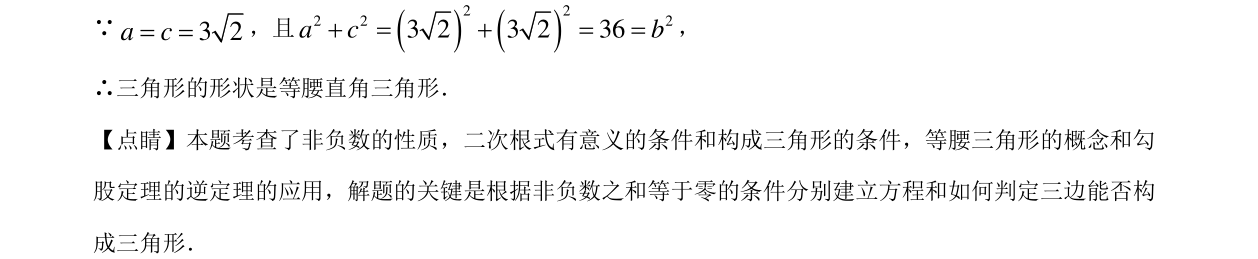 ∵ a = c = 3√2，且 a² + c² = (3√2)² + (3√2)² = 36 = b²，
∴三角形的形状是等腰直角三角形．
【点睛】本题考查了非负数的性质，二次根式有意义的条件和构成三角形的条件，等腰三角形的概念和勾
股定理的逆定理的应用，解题的关键是根据非负数之和等于零的条件分别建立方程和如何判定三边能否构
成三角形．